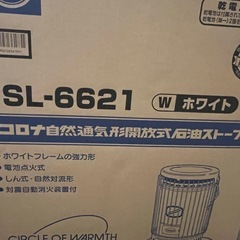 乾電
SL-6621 W ホワイト
コロナ自然通気形開放式石油ストーブ
・ホワイトフレームの強力形
・電池点火式
・しん式・自然対流形
・対震自動消火装置付
CIRCLE OF WARMTH